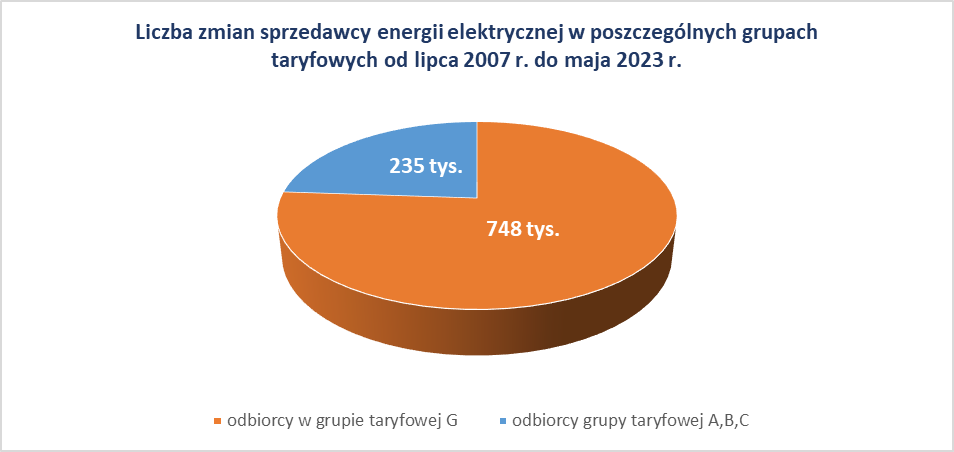 Liczba zmian sprzedawcy energii elektrycznej w poszczególnych grupach
taryfowych od lipca 2007 r. do maja 2023 r.
235 tys.
748 tys.
odbiorcy w grupie taryfowej G
odbiorcy grupy taryfowej A,B,C